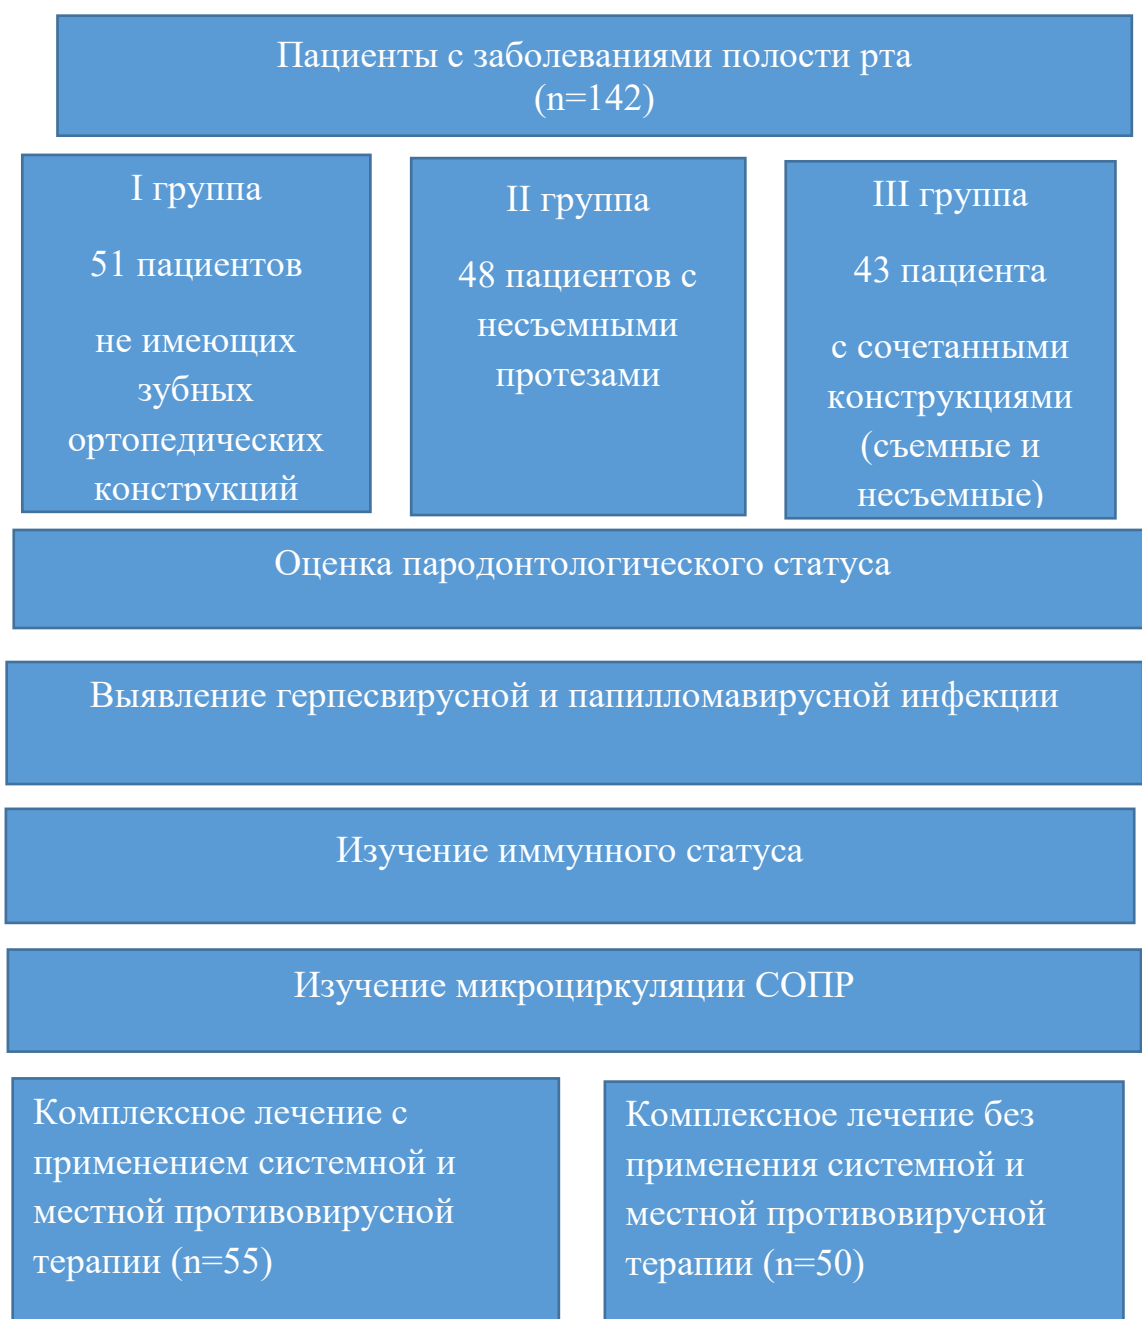 Пациенты с заболеваниями полости рта
(n=142)
I группа
51 пациентов
не имеющих
зубных
ортопедических
конструкций
II группа
48 пациентов с
несъемными
протезами
III группа
43 пациента
с сочетанными
конструкциями
(съемные и
несъемные)
Оценка пародонтологического статуса
Выявление герпесвирусной и папилломавирусной инфекции
Изучение иммунного статуса
Изучение микроциркуляции СОПР
Комплексное лечение с
применением системной и
местной противовирусной
терапии (n=55)
Комплексное лечение без
применения системной и
местной противовирусной
терапии (n=50)